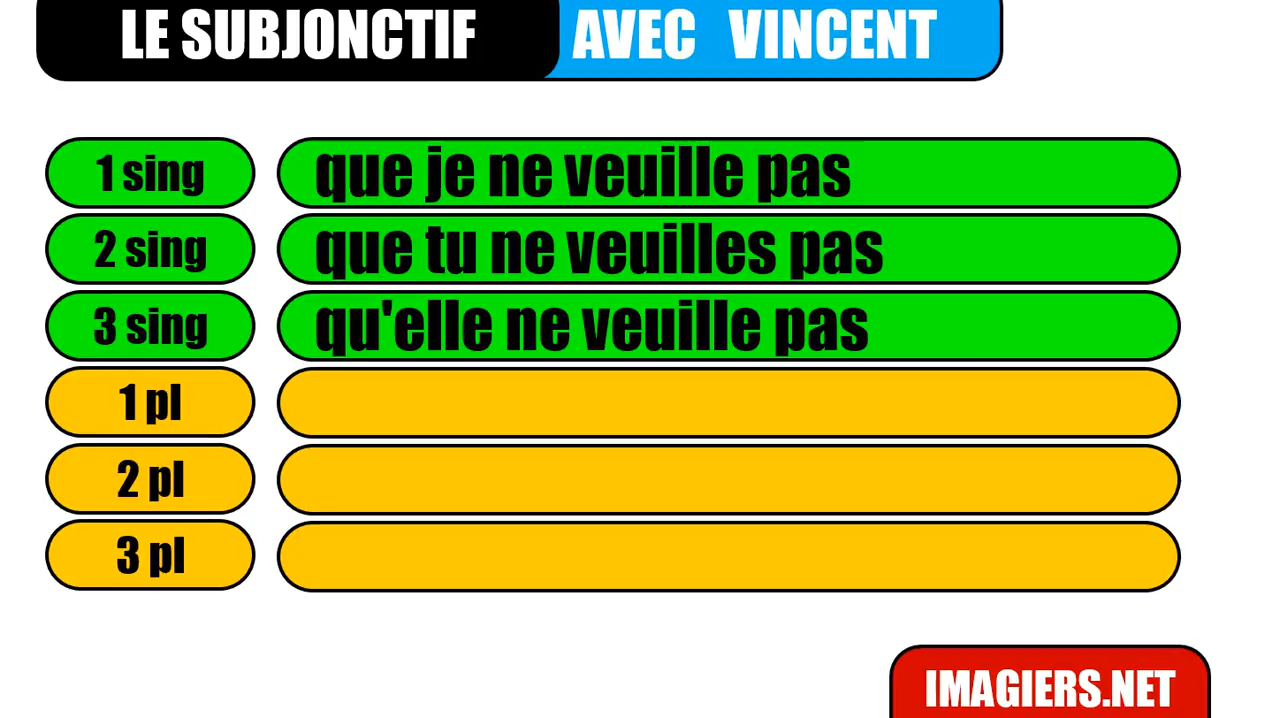 LE SUBJONCTIF AVEC VINCENT
1 sing que je ne veuille pas
2 sing que tu ne veuilles pas
3 sing qu'elle ne veuille pas
1 pl
2 pl
3 pl
IMAGIERS.NET